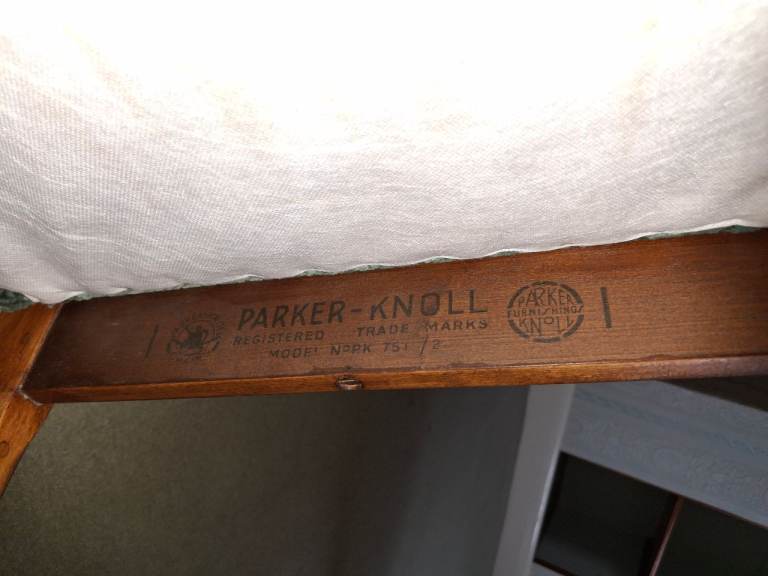 PARKER-KNOLL
REGISTERED TRADE MARKS
MODEL No PK 751/2
PARKER
FURNISHINGS
KNOLL